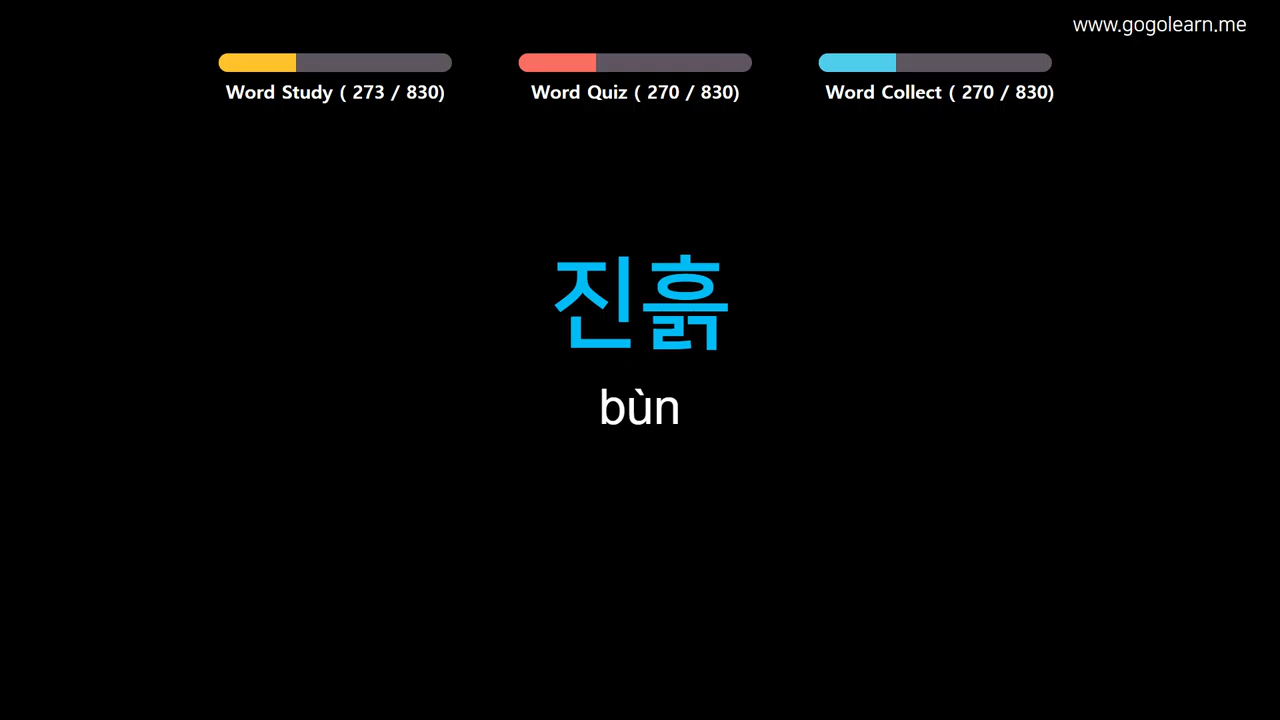 www.gogolearn.me
Word Study ( 273 / 830)
Word Quiz ( 270 / 830)
Word Collect ( 270 / 830)
진흙
bùn